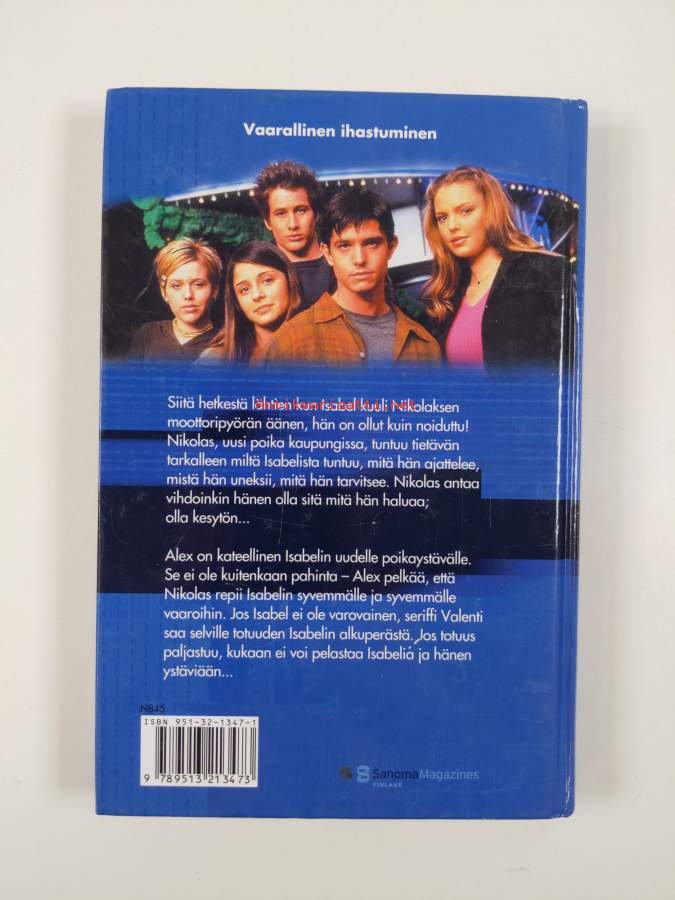 Vaarallinen ihastuminen
Siitä hetkestä lähtien kun Isabel kuuli Nikolaksen
moottoripyörän äänen, hän on ollut kuin noiduttu!
Nikolas, uusi poika kaupungissa, tuntuu tietävän
tarkalleen miltä Isabelista tuntuu, mitä hän ajattelee,
mistä hän uneksii, mitä hän tarvitsee. Nikolas antaa
vihdoinkin hänen olla sitä mitä hän haluaa;
olla kesytön...
Alex on kateellinen Isabelin uudelle poikaystävälle.
Se ei ole kuitenkaan pahinta – Alex pelkää, että
Nikolas repii Isabelin syvemmälle ja syvemmälle
vaaroihin. Jos Isabel ei ole varovainen, seriffi Valenti
saa selville totuuden Isabelin alkuperästä. Jos totuus
paljastuu, kukaan ei voi pelastaa Isabelia ja hänen
ystäviään...
N845
ISBN 951-32-1347-1
9 789513 213473
SanomaMagazines
FINLAND